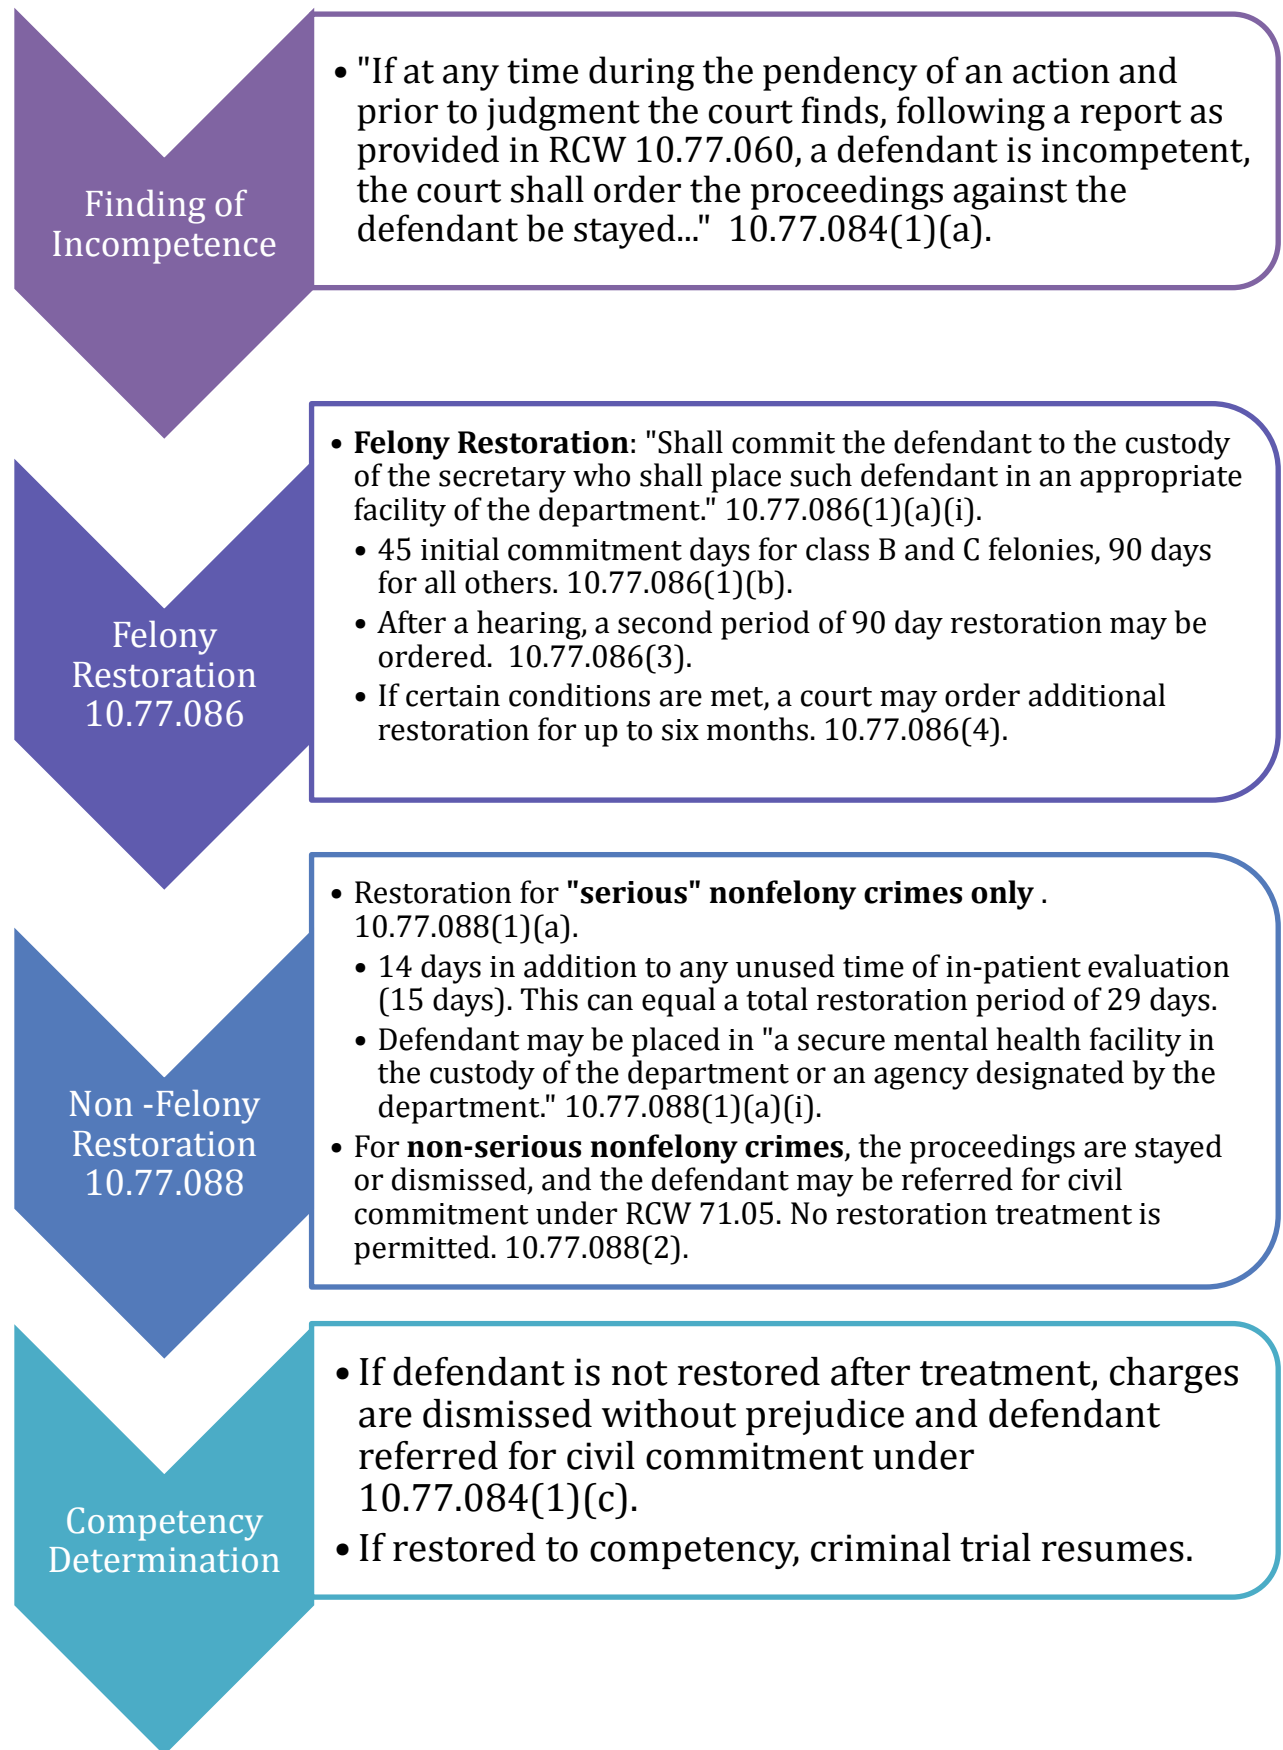 Finding of
Incompetence
• "If at any time during the pendency of an action and
prior to judgment the court finds, following a report as
provided in RCW 10.77.060, a defendant is incompetent,
the court shall order the proceedings against the
defendant be stayed..."  10.77.084(1)(a).
Felony
Restoration
10.77.086
• Felony Restoration: "Shall commit the defendant to the custody
of the secretary who shall place such defendant in an appropriate
facility of the department." 10.77.086(1)(a)(i).
• 45 initial commitment days for class B and C felonies, 90 days
for all others. 10.77.086(1)(b).
• After a hearing, a second period of 90 day restoration may be
ordered.  10.77.086(3).
• If certain conditions are met, a court may order additional
restoration for up to six months. 10.77.086(4).
Non -Felony
Restoration
10.77.088
• Restoration for "serious" nonfelony crimes only .
10.77.088(1)(a).
• 14 days in addition to any unused time of in-patient evaluation
(15 days). This can equal a total restoration period of 29 days.
• Defendant may be placed in "a secure mental health facility in
the custody of the department or an agency designated by the
department." 10.77.088(1)(a)(i).
• For non-serious nonfelony crimes, the proceedings are stayed
or dismissed, and the defendant may be referred for civil
commitment under RCW 71.05. No restoration treatment is
permitted. 10.77.088(2).
Competency
Determination
• If defendant is not restored after treatment, charges
are dismissed without prejudice and defendant
referred for civil commitment under
10.77.084(1)(c).
• If restored to competency, criminal trial resumes.